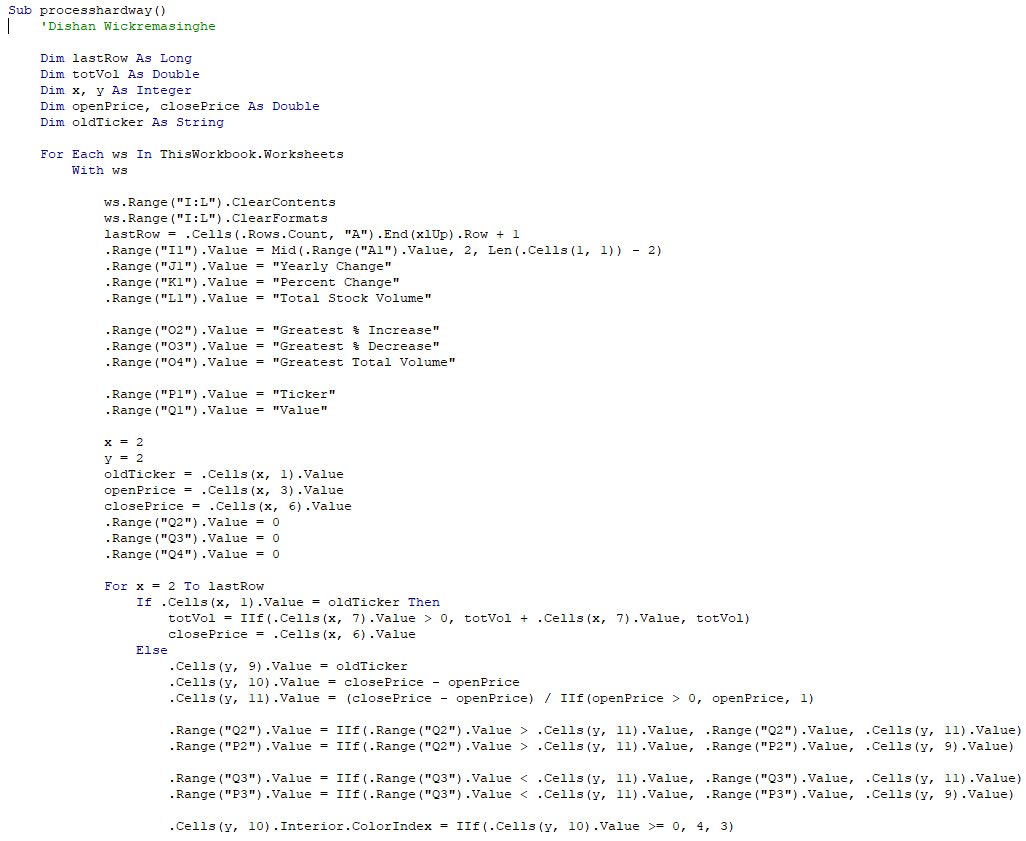 Sub processhardway()
'Dishan Wickremasinghe
Dim lastRow As Long
Dim totVol As Double
Dim x, y As Integer
Dim openPrice, closePrice As Double
Dim oldTicker As String
For Each ws In ThisWorkbook.Worksheets
With ws
ws.Range("I:L").ClearContents
ws.Range("I:L").ClearFormats
lastRow = .Cells(.Rows.Count, "A").End(xlUp).Row + 1
.Range("I1").Value = Mid(.Range("A1").Value, 2, Len(.Cells(1, 1)) - 2)
.Range("J1").Value = "Yearly Change"
.Range("K1").Value = "Percent Change"
.Range("L1").Value = "Total Stock Volume"
.Range("O2").Value = "Greatest % Increase"
.Range("O3").Value = "Greatest % Decrease"
.Range("O4").Value = "Greatest Total Volume"
.Range("P1").Value = "Ticker"
.Range("Q1").Value = "Value"
x = 2
y = 2
oldTicker = .Cells(x, 1).Value
openPrice = .Cells(x, 3).Value
closePrice = .Cells(x, 6).Value
.Range("Q2").Value = 0
.Range("Q3").Value = 0
.Range("Q4").Value = 0
For x = 2 To lastRow
If .Cells(x, 1).Value = oldTicker Then
totVol = IIf(.Cells(x, 7).Value > 0, totVol + .Cells(x, 7).Value, totVol)
closePrice = .Cells(x, 6).Value
Else
.Cells(y, 9).Value = oldTicker
.Cells(y, 10).Value = closePrice - openPrice
.Cells(y, 11).Value = (closePrice - openPrice) / IIf(openPrice > 0, openPrice, 1)
.Range("Q2").Value = IIf(.Range("Q2").Value > .Cells(y, 11).Value, .Range("Q2").Value, .Cells(y, 11).Value)
.Range("P2").Value = IIf(.Range("Q2").Value > .Cells(y, 11).Value, .Range("P2").Value, .Cells(y, 9).Value)
.Range("Q3").Value = IIf(.Range("Q3").Value < .Cells(y, 11).Value, .Range("Q3").Value, .Cells(y, 11).Value)
.Range("P3").Value = IIf(.Range("Q3").Value < .Cells(y, 11).Value, .Range("P3").Value, .Cells(y, 9).Value)
.Cells(y, 10).Interior.ColorIndex = IIf(.Cells(y, 10).Value >= 0, 4, 3)